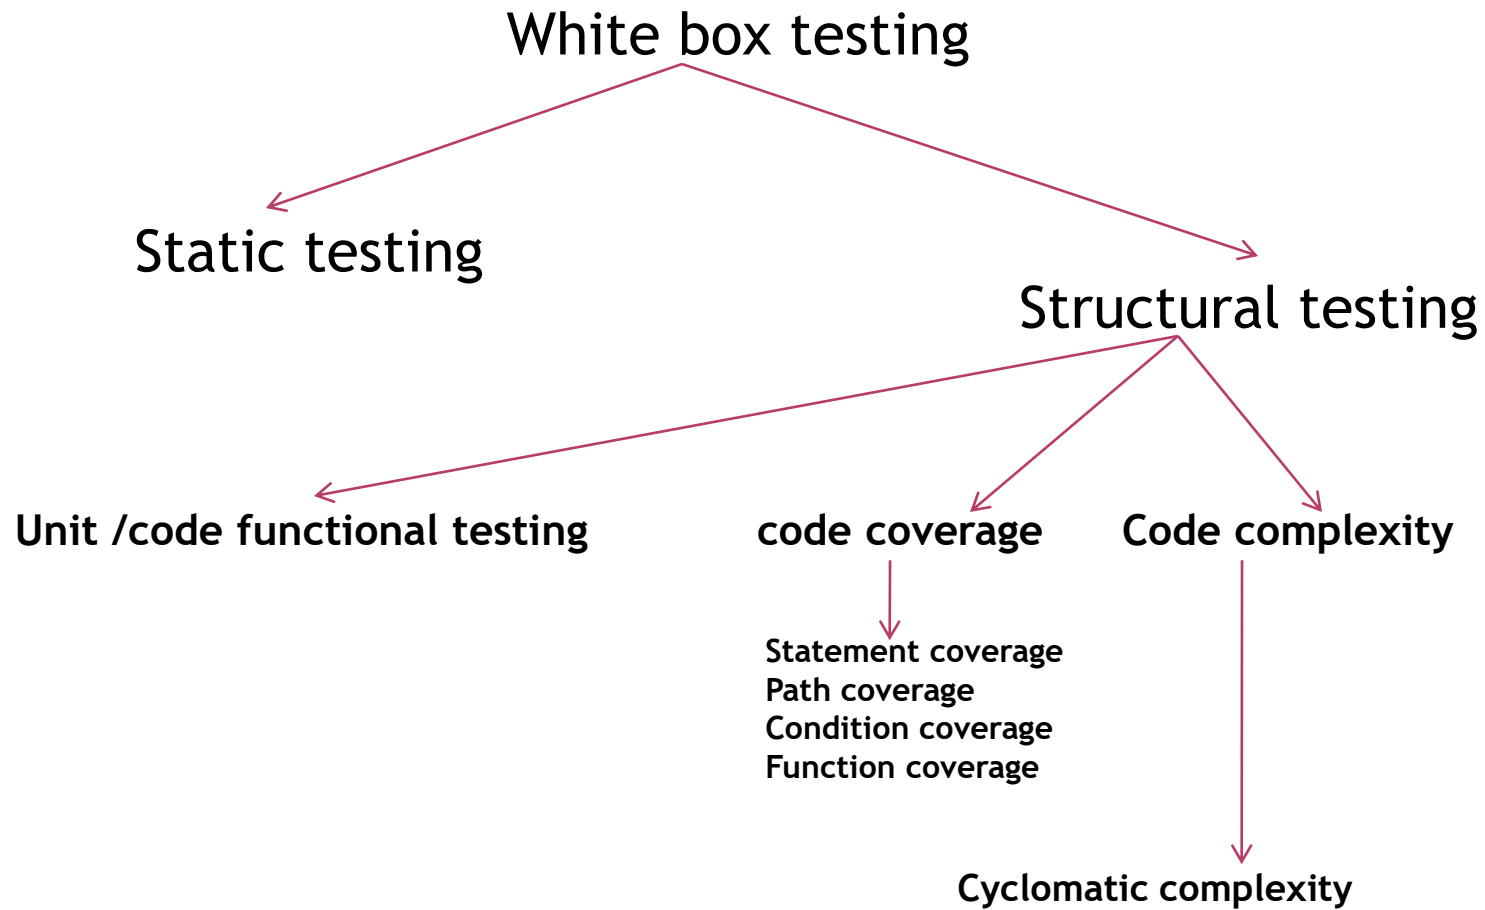 White box testing
Static testing
Structural testing
Unit /code functional testing
code coverage
Code complexity
Statement coverage
Path coverage
Condition coverage
Function coverage
Cyclomatic complexity